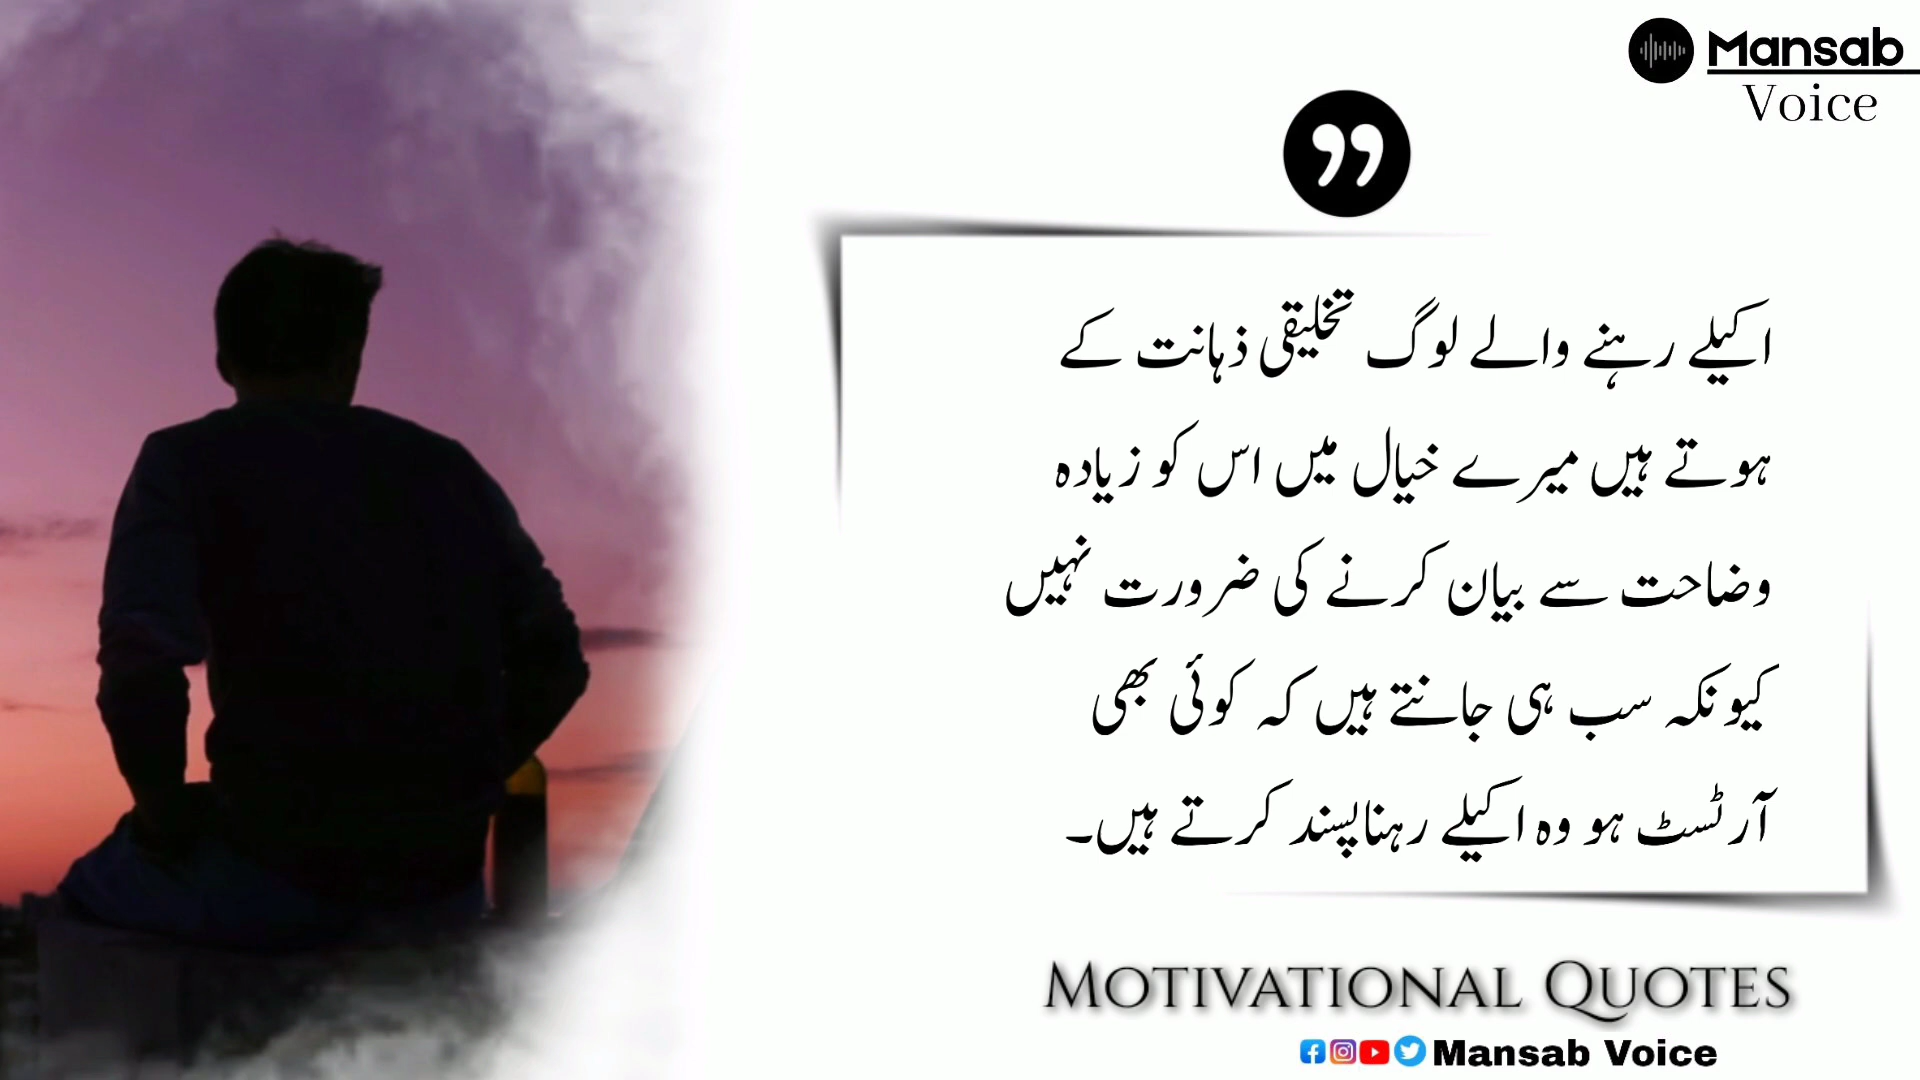 Mansab
Voice
اکیلے رہنے والے لوگ تخلیقی ذہانت کے
ہوتے ہیں میرے خیال میں اس کو زیادہ
وضاحت سے بیان کرنے کی ضرورت نہیں
کیونکہ سب ہی جانتے ہیں کہ کوئی بھی
آرٹسٹ ہو وہ اکیلے رہناپسند کرتے ہیں۔
MOTIVATIONAL QUOTES
Mansab Voice